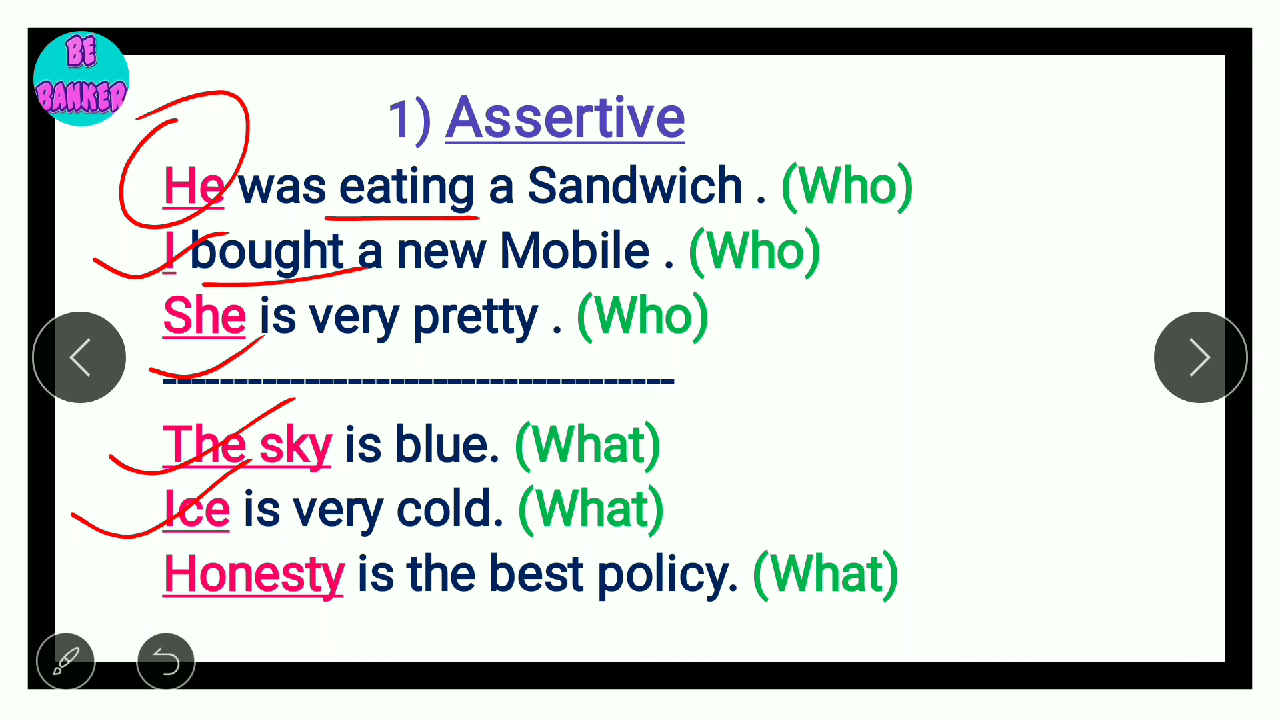 BE
BANKER
1) Assertive
He was eating a Sandwich . (Who)
I bought a new Mobile . (Who)
She is very pretty . (Who)
------------------------------------
The sky is blue. (What)
Ice is very cold. (What)
Honesty is the best policy. (What)